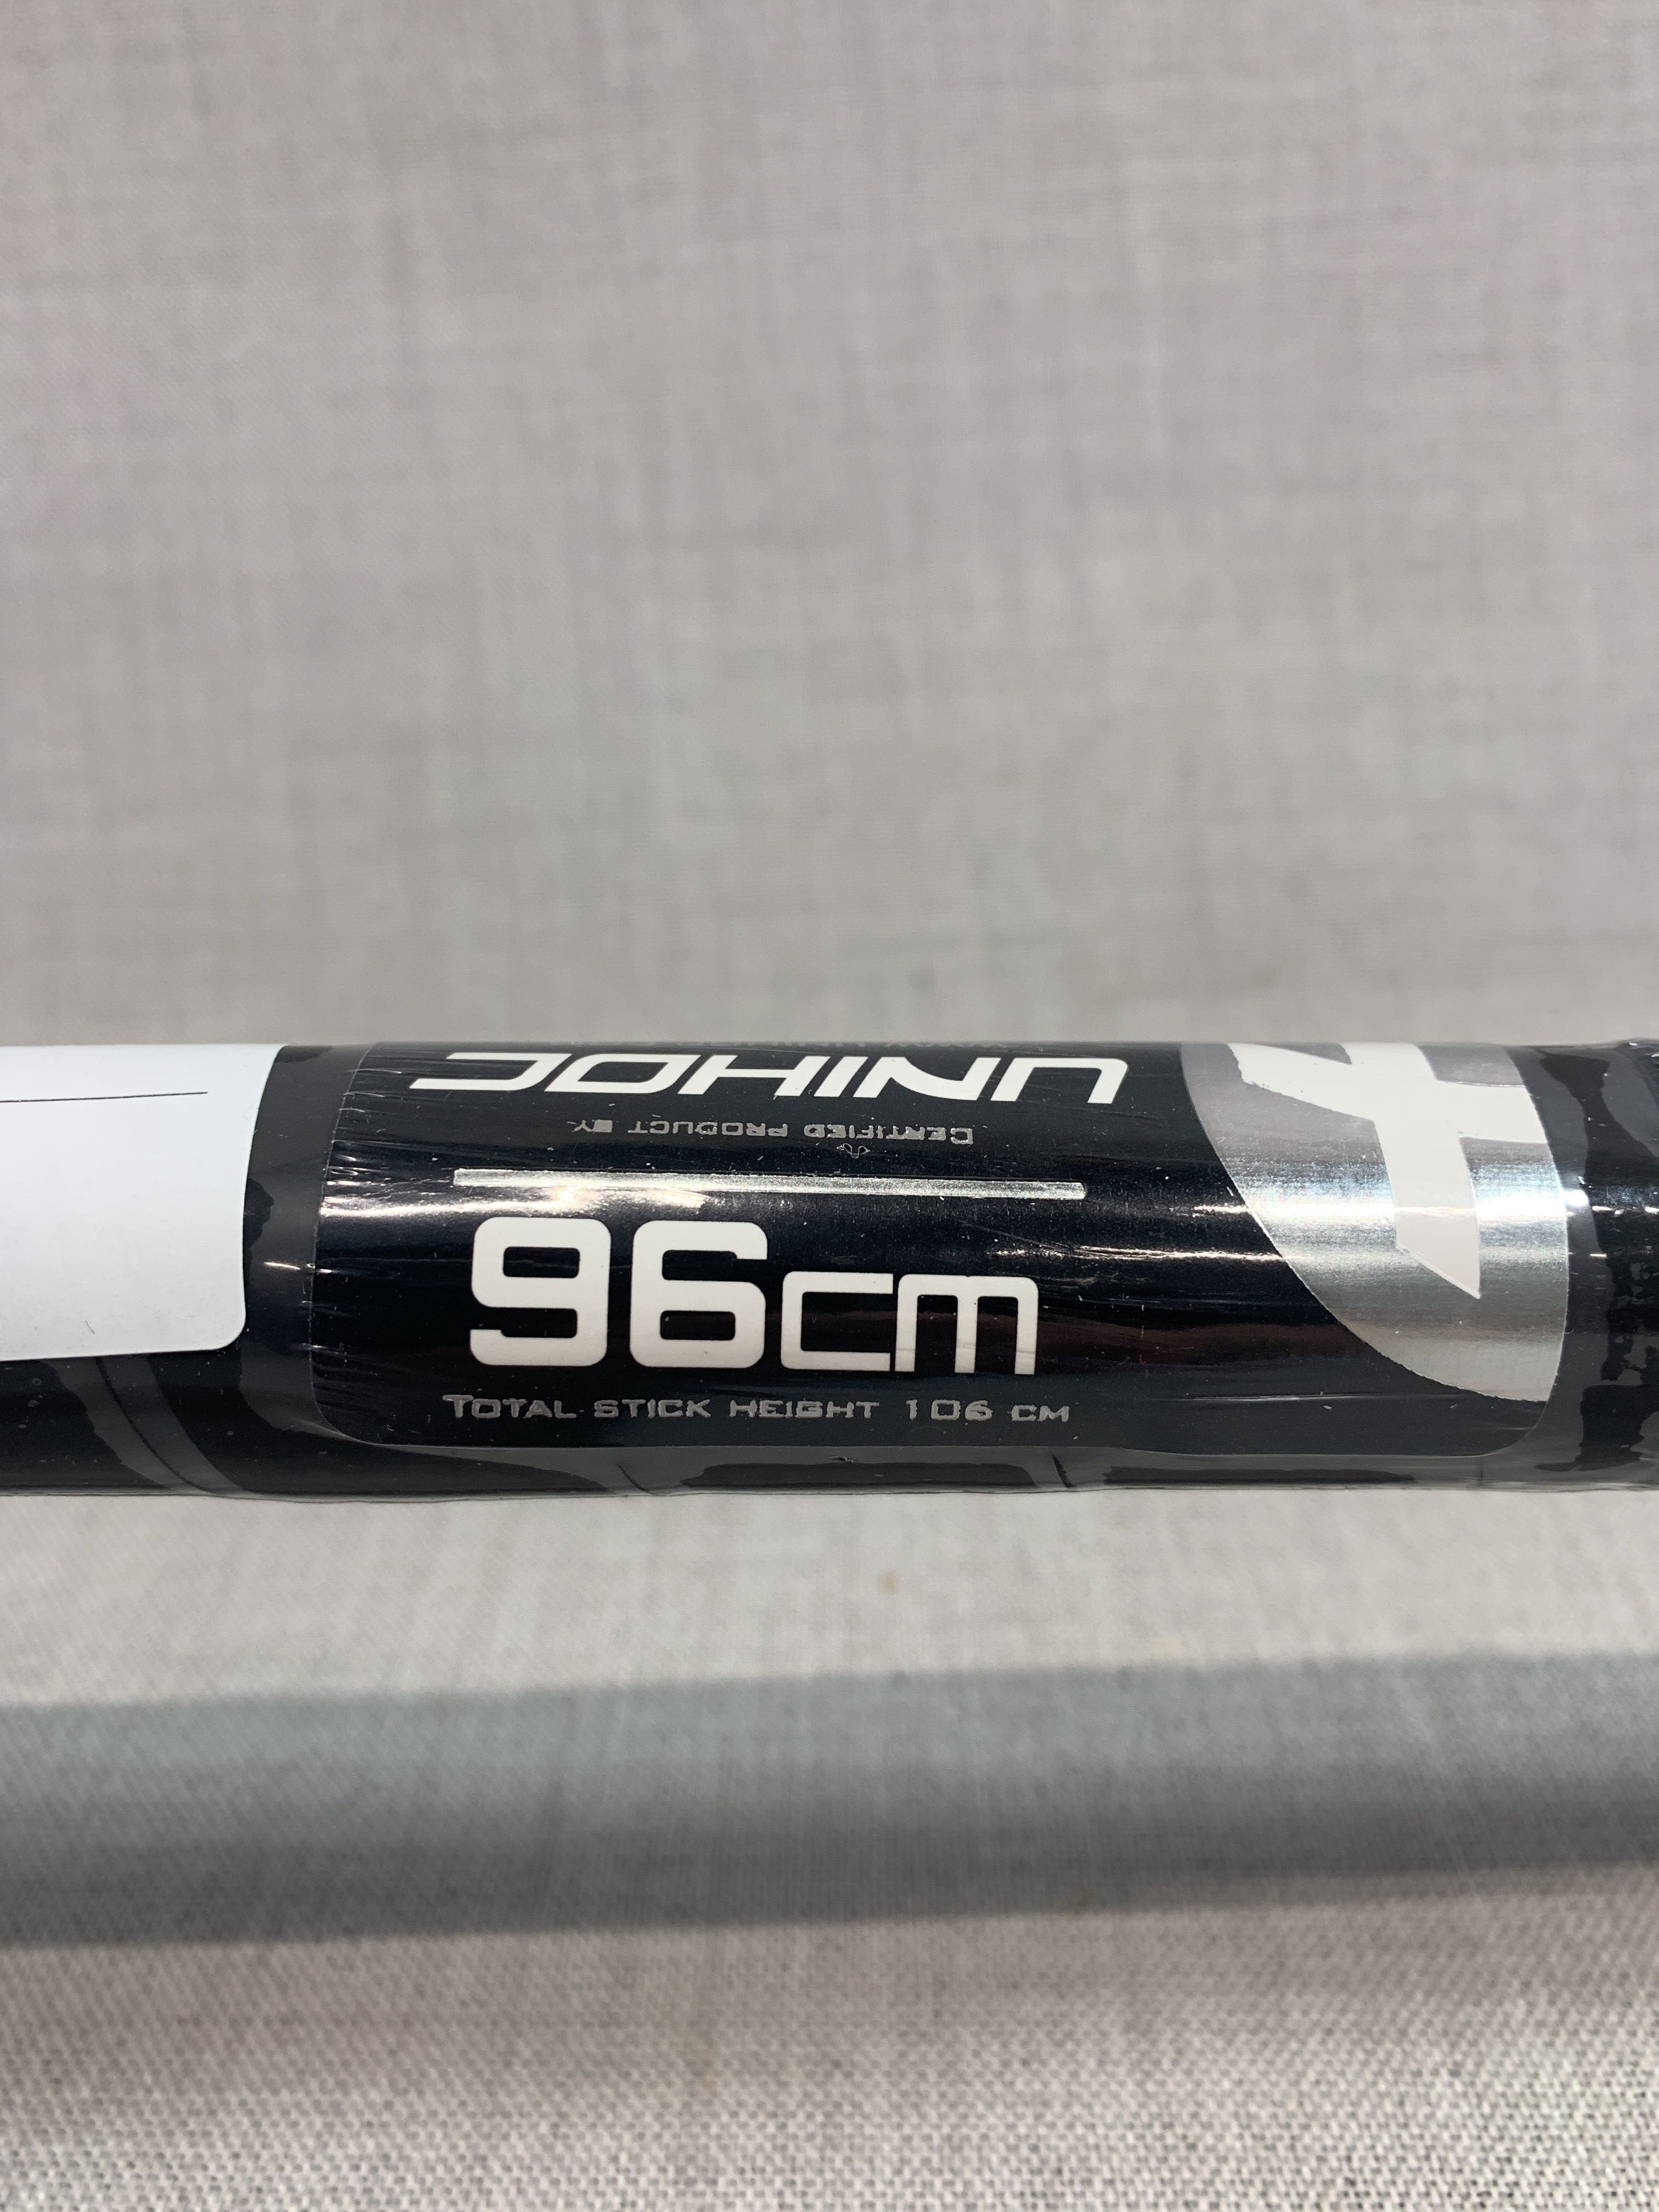 UNIHOC
CERTIFIED PRODUCT BY
96cm
TOTAL STICK HEIGHT 106 CM